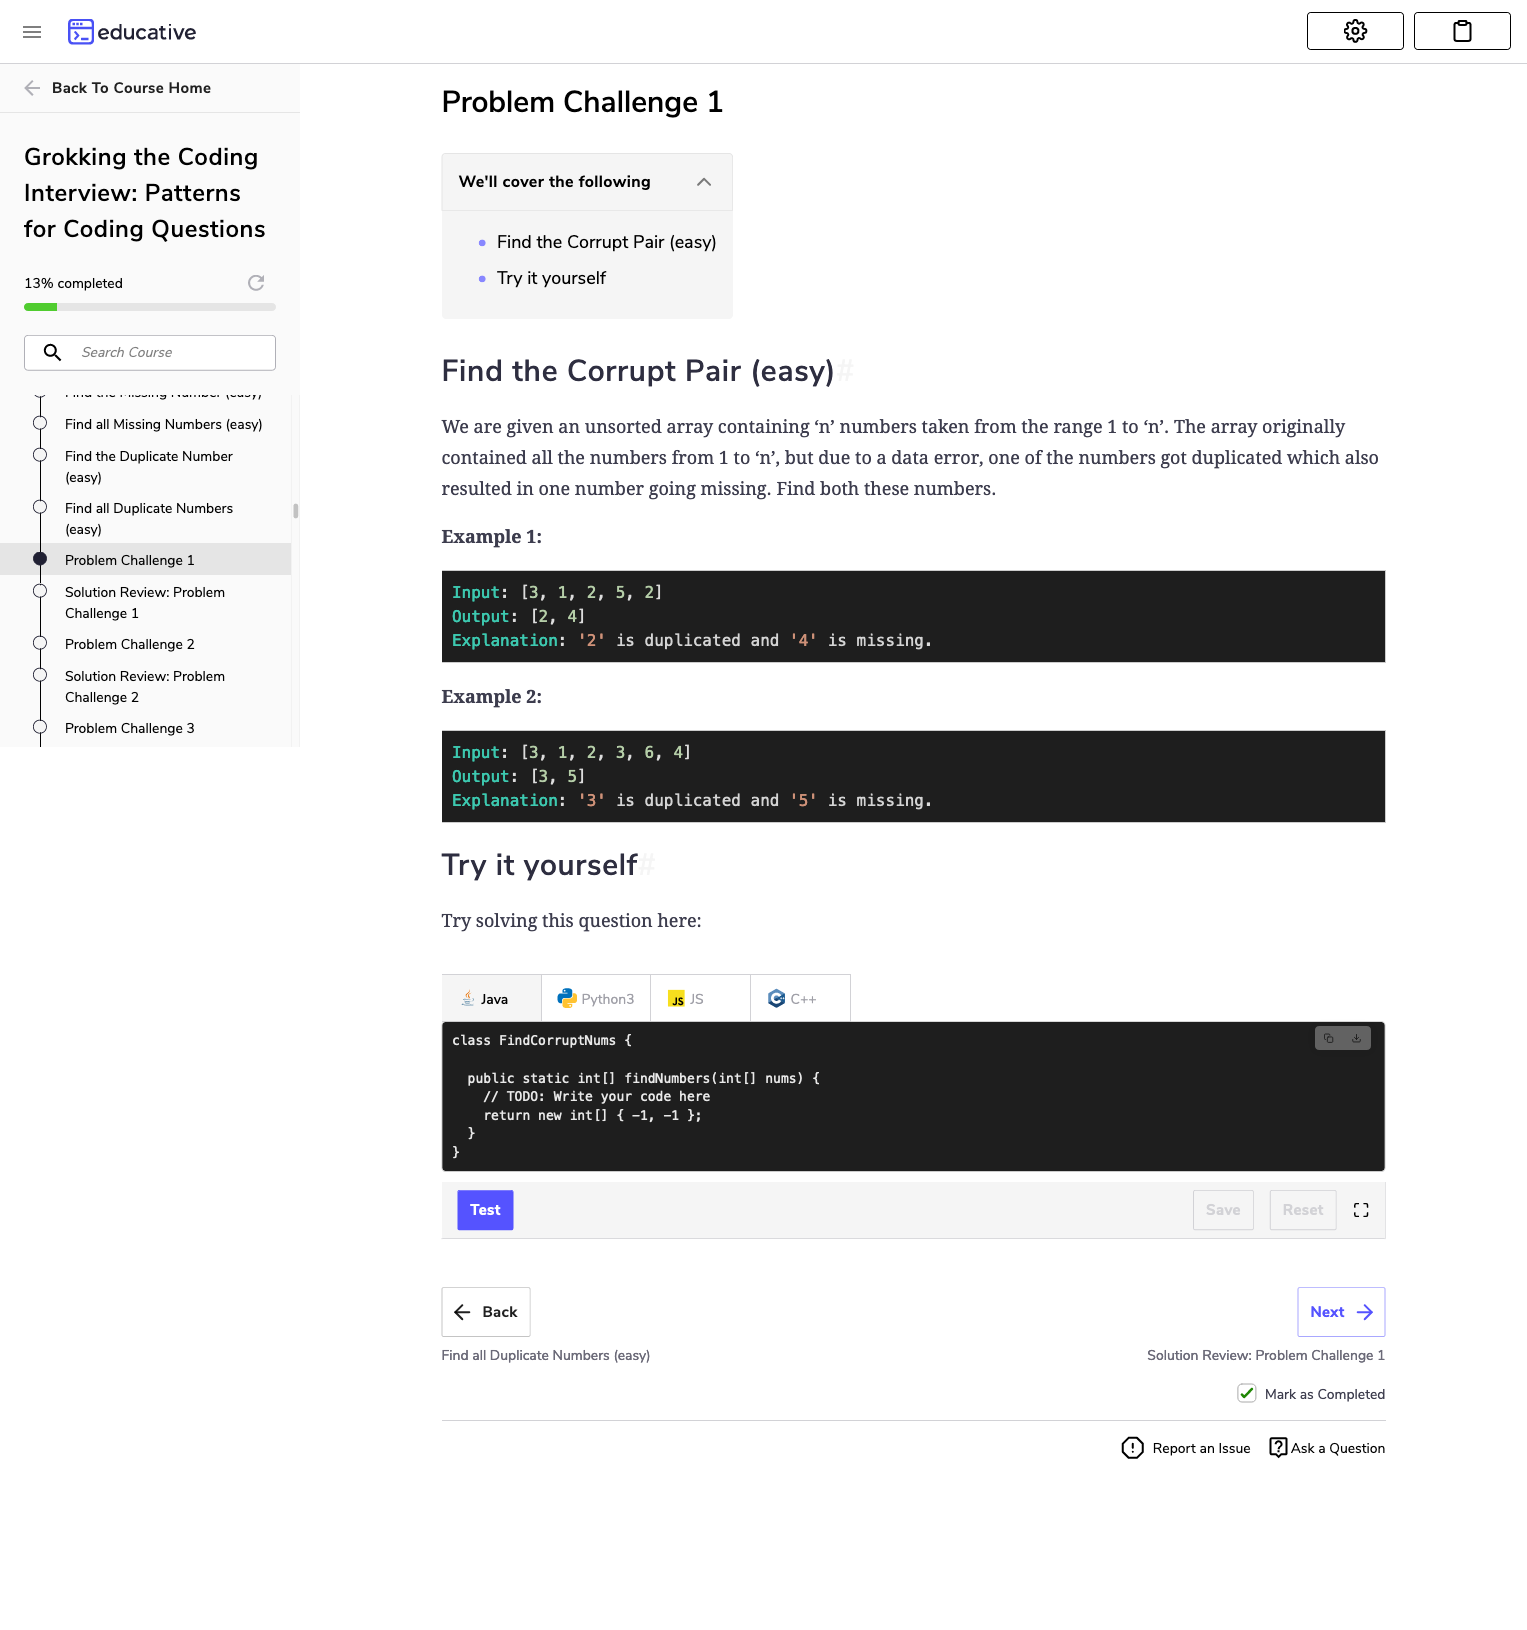 educative
Back To Course Home
Grokking the Coding
Interview: Patterns
for Coding Questions
13% completed
Search Course
Find the Missing Number (easy)
Find all Missing Numbers (easy)
Find the Duplicate Number
(easy)
Find all Duplicate Numbers
(easy)
Problem Challenge 1
Solution Review: Problem
Challenge 1
Problem Challenge 2
Solution Review: Problem
Challenge 2
Problem Challenge 3
Problem Challenge 1
We'll cover the following
Find the Corrupt Pair (easy)
Try it yourself
Find the Corrupt Pair (easy)#
We are given an unsorted array containing ‘n’ numbers taken from the range 1 to ‘n’. The array originally
contained all the numbers from 1 to ‘n’, but due to a data error, one of the numbers got duplicated which also
resulted in one number going missing. Find both these numbers.
Example 1:
Input: [3, 1, 2, 5, 2]
Output: [2, 4]
Explanation: '2' is duplicated and '4' is missing.
Example 2:
Input: [3, 1, 2, 3, 6, 4]
Output: [3, 5]
Explanation: '3' is duplicated and '5' is missing.
Try it yourself#
Try solving this question here:
Java
Python3
JS JS
C++
class FindCorruptNums {
public static int[] findNumbers(int[] nums) {
// TODO: Write your code here
return new int[] { -1, -1 };
}
}
Test
Save
Reset
Back
Next
Find all Duplicate Numbers (easy)
Solution Review: Problem Challenge 1
Mark as Completed
Report an Issue
Ask a Question